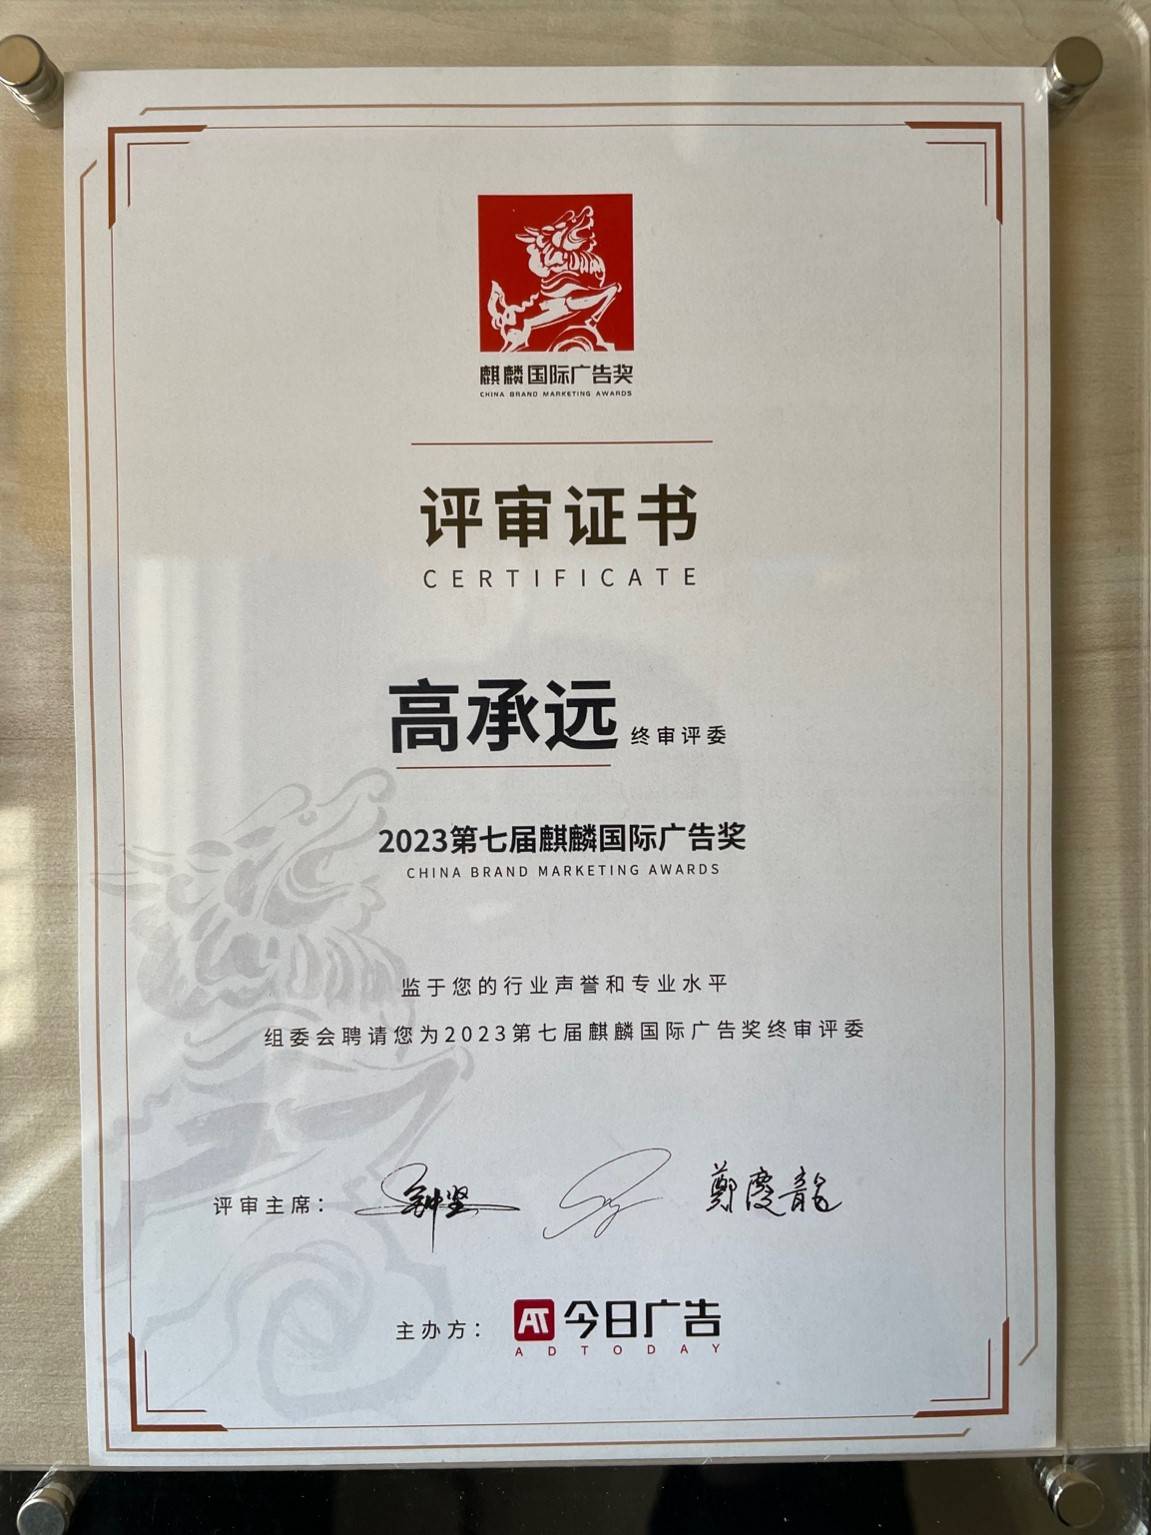 麒麟国际广告奖
CHINA BRAND MARKETING AWARDS
评审证书
CERTIFICATE
高承远 终审评委
2023第七届麒麟国际广告奖
CHINA BRAND MARKETING AWARDS
监于您的行业声誉和专业水平
组委会聘请您为2023第七届麒麟国际广告奖终审评委
评审主席： 鄭慶龍
主办方： AT 今日广告
ADTODAY